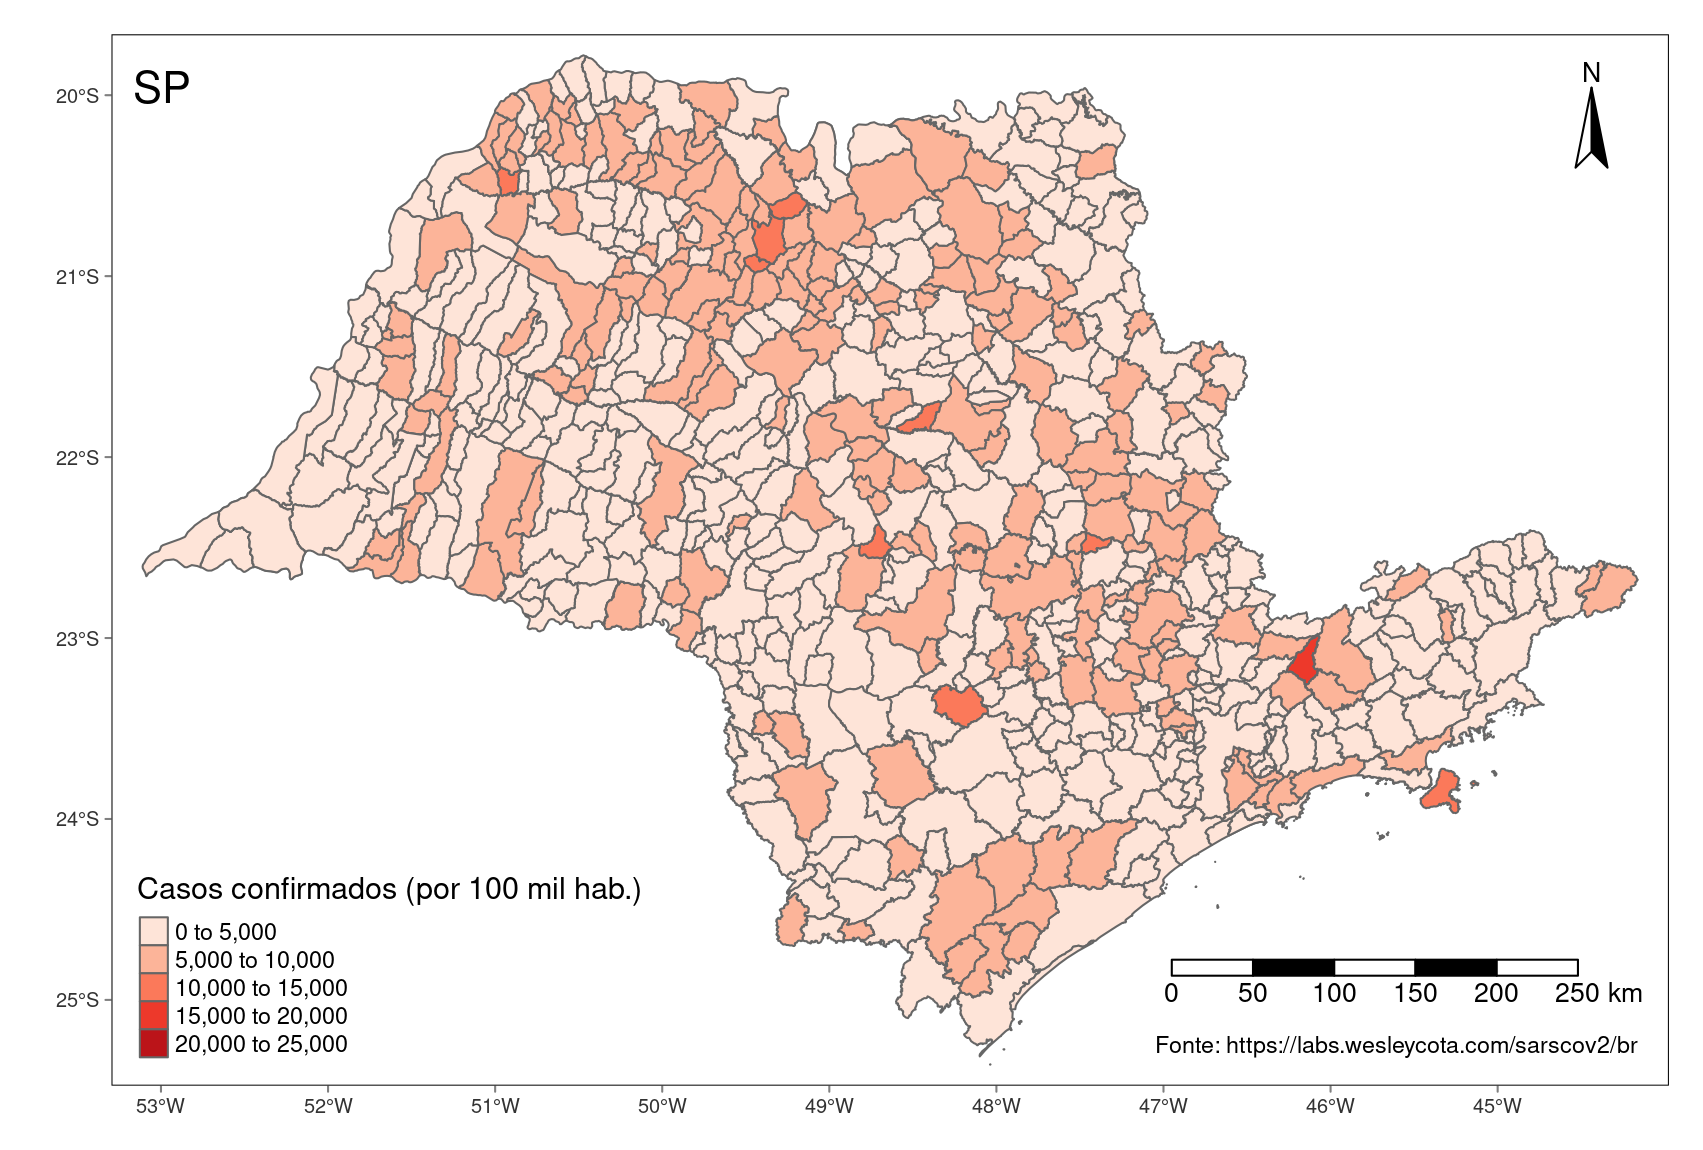 SP
N
20°S
21°S
22°S
23°S
24°S
25°S
Casos confirmados (por 100 mil hab.)
0 to 5,000
5,000 to 10,000
10,000 to 15,000
15,000 to 20,000
20,000 to 25,000
0 50 100 150 200 250 km
Fonte: https://labs.wesleycota.com/sarscov2/br
53°W 52°W 51°W 50°W 49°W 48°W 47°W 46°W 45°W